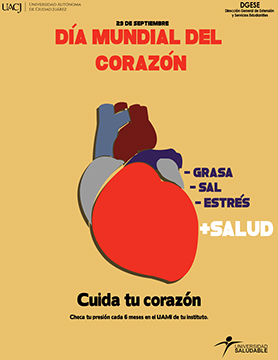 UACJ
UNIVERSIDAD AUTÓNOMA
DE CIUDAD JUÁREZ
DGESE
Dirección General de Extensión
y Servicios Estudiantiles
29 DE SEPTIEMBRE
DÍA MUNDIAL DEL
CORAZÓN
- GRASA
- SAL
- ESTRÉS
+SALUD
Cuida tu corazón
Checa tu presión cada 6 meses en el UAMI de tu instituto.
UNIVERSIDAD
SALUDABLE